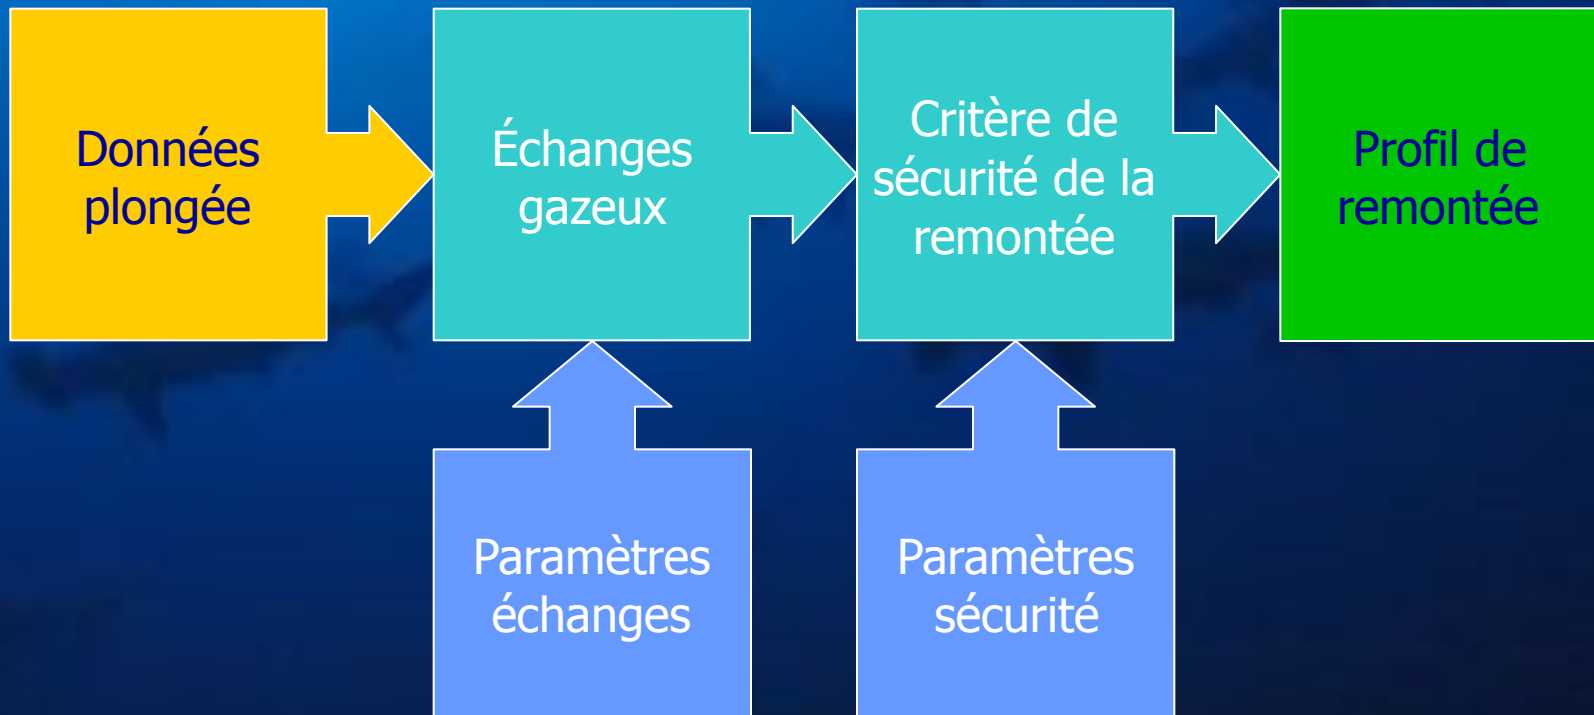 Données
plongée
Échanges
gazeux
Critère de
sécurité de la
remontée
Profil de
remontée
Paramètres
échanges
Paramètres
sécurité